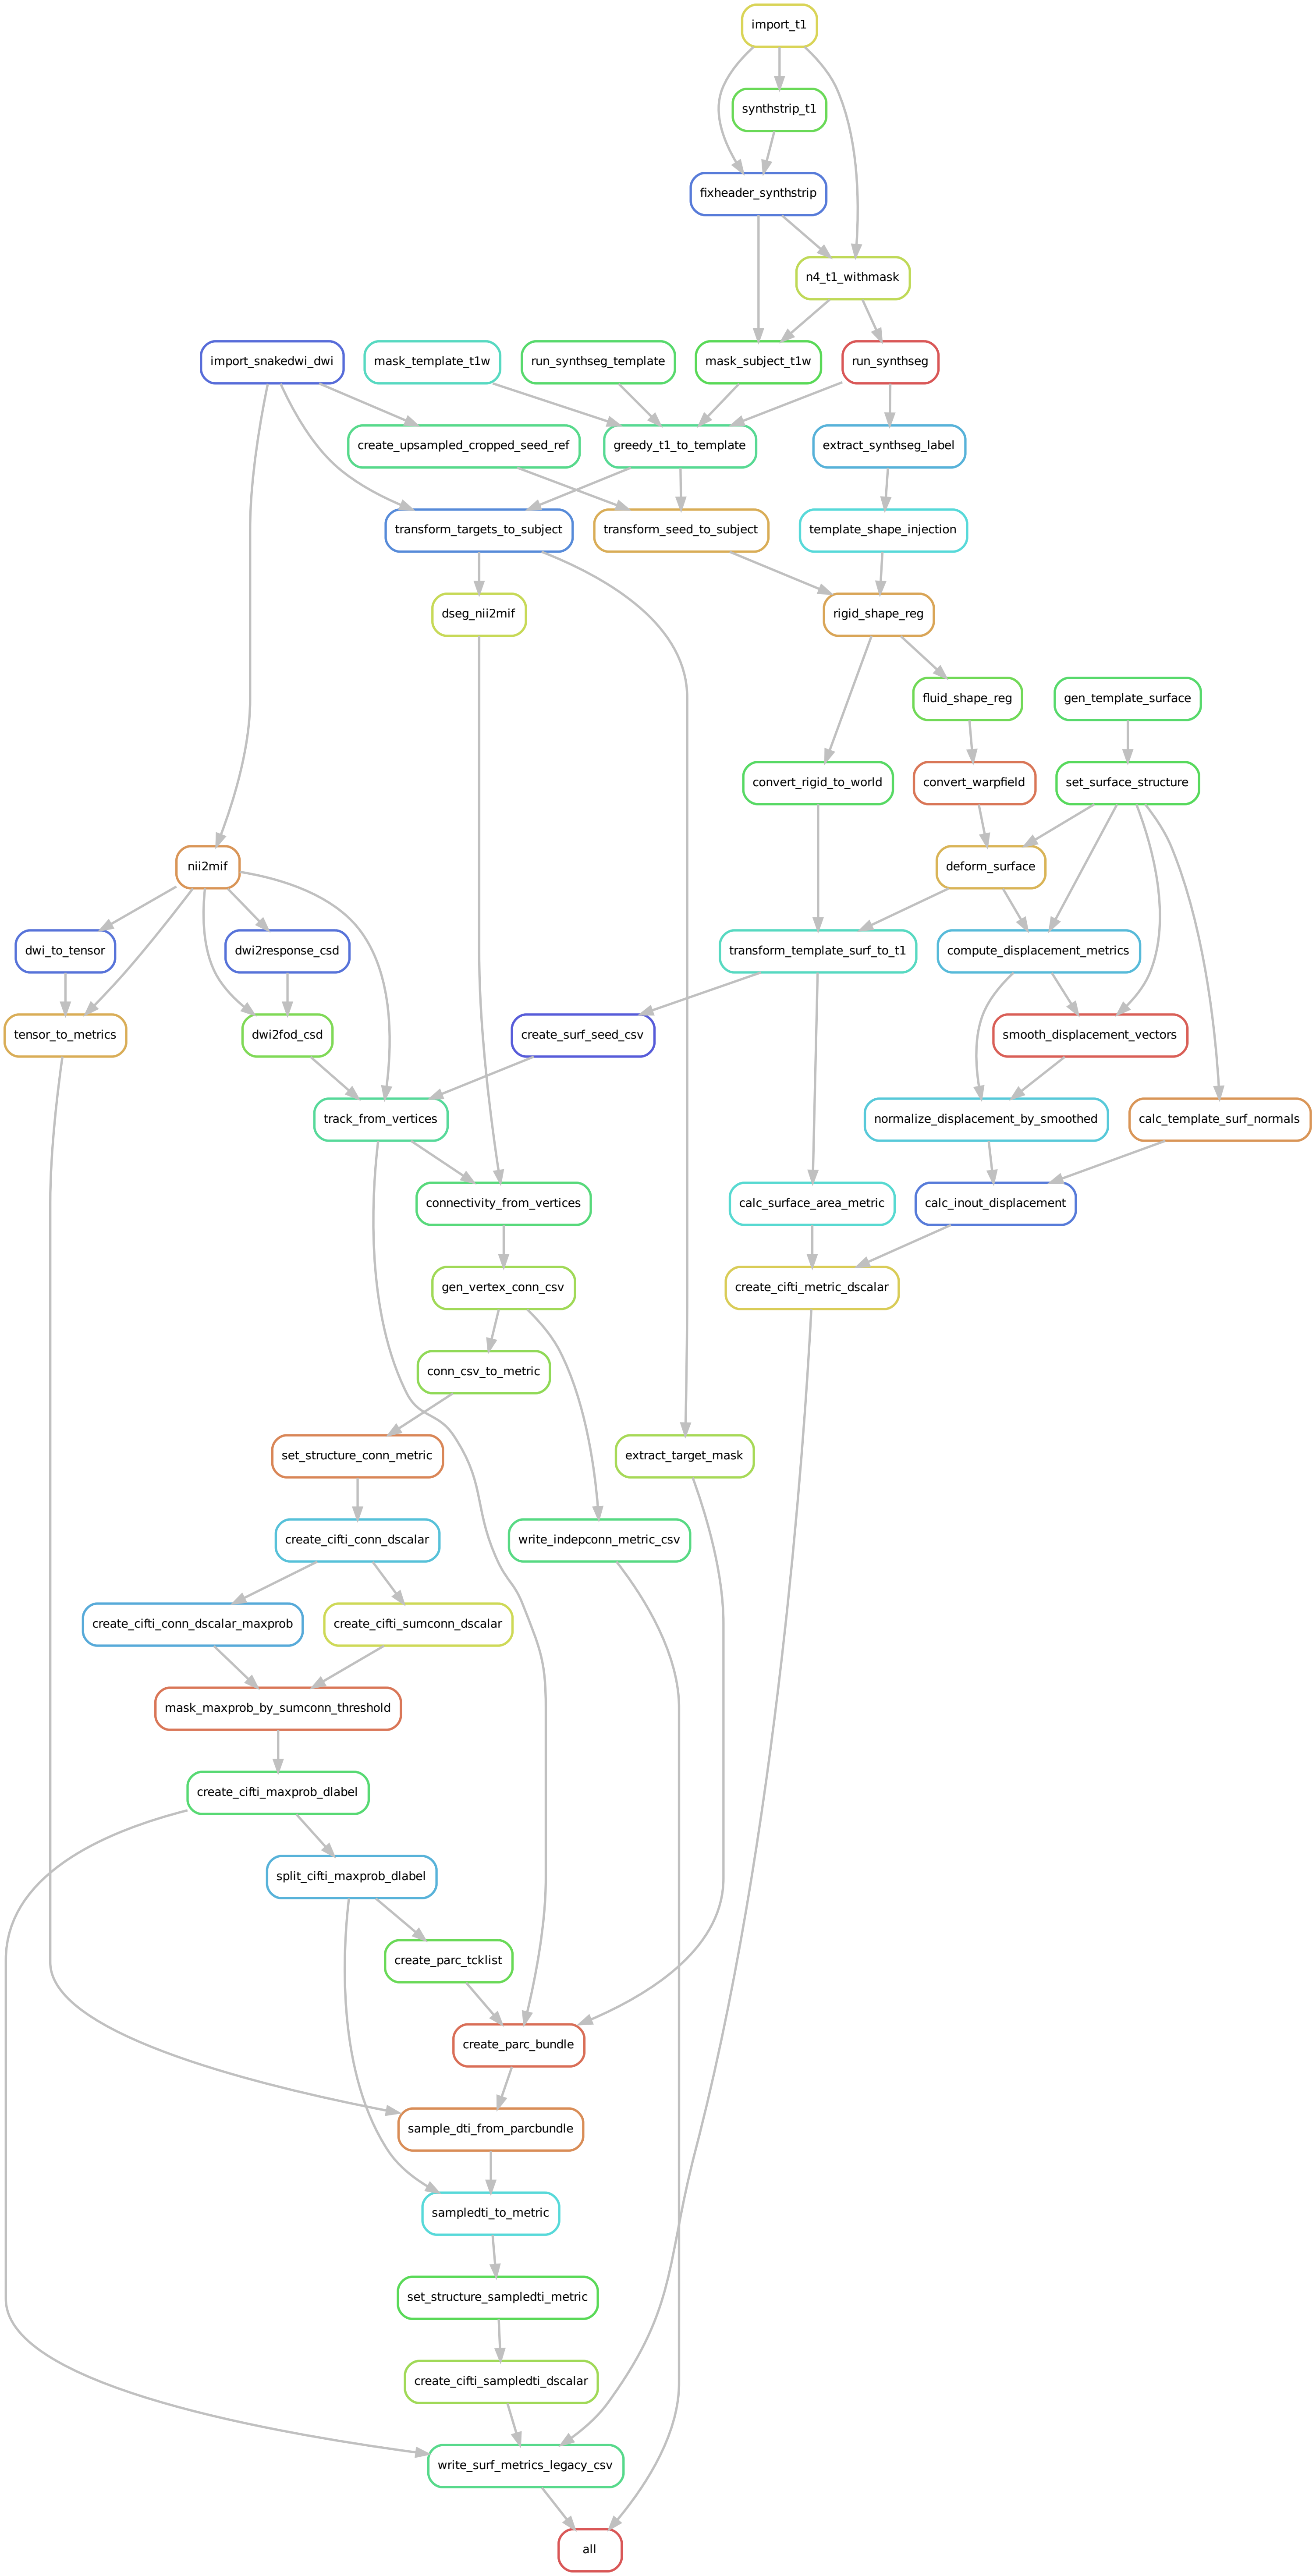 import_t1
synthstrip_t1
fixheader_synthstrip
n4_t1_withmask
import_snakedwi_dwi
mask_template_t1w
run_synthseg_template
mask_subject_t1w
run_synthseg
create_upsampled_cropped_seed_ref
greedy_t1_to_template
extract_synthseg_label
transform_targets_to_subject
transform_seed_to_subject
template_shape_injection
dseg_nii2mif
rigid_shape_reg
fluid_shape_reg
gen_template_surface
convert_rigid_to_world
convert_warpfield
set_surface_structure
nii2mif
deform_surface
dwi_to_tensor
dwi2response_csd
transform_template_surf_to_t1
compute_displacement_metrics
tensor_to_metrics
dwi2fod_csd
create_surf_seed_csv
smooth_displacement_vectors
track_from_vertices
normalize_displacement_by_smoothed
calc_template_surf_normals
connectivity_from_vertices
calc_surface_area_metric
calc_inout_displacement
gen_vertex_conn_csv
create_cifti_metric_dscalar
conn_csv_to_metric
set_structure_conn_metric
extract_target_mask
create_cifti_conn_dscalar
write_indepconn_metric_csv
create_cifti_conn_dscalar_maxprob
create_cifti_sumconn_dscalar
mask_maxprob_by_sumconn_threshold
create_cifti_maxprob_dlabel
split_cifti_maxprob_dlabel
create_parc_tcklist
create_parc_bundle
sample_dti_from_parcbundle
sampledti_to_metric
set_structure_sampledti_metric
create_cifti_sampledti_dscalar
write_surf_metrics_legacy_csv
all